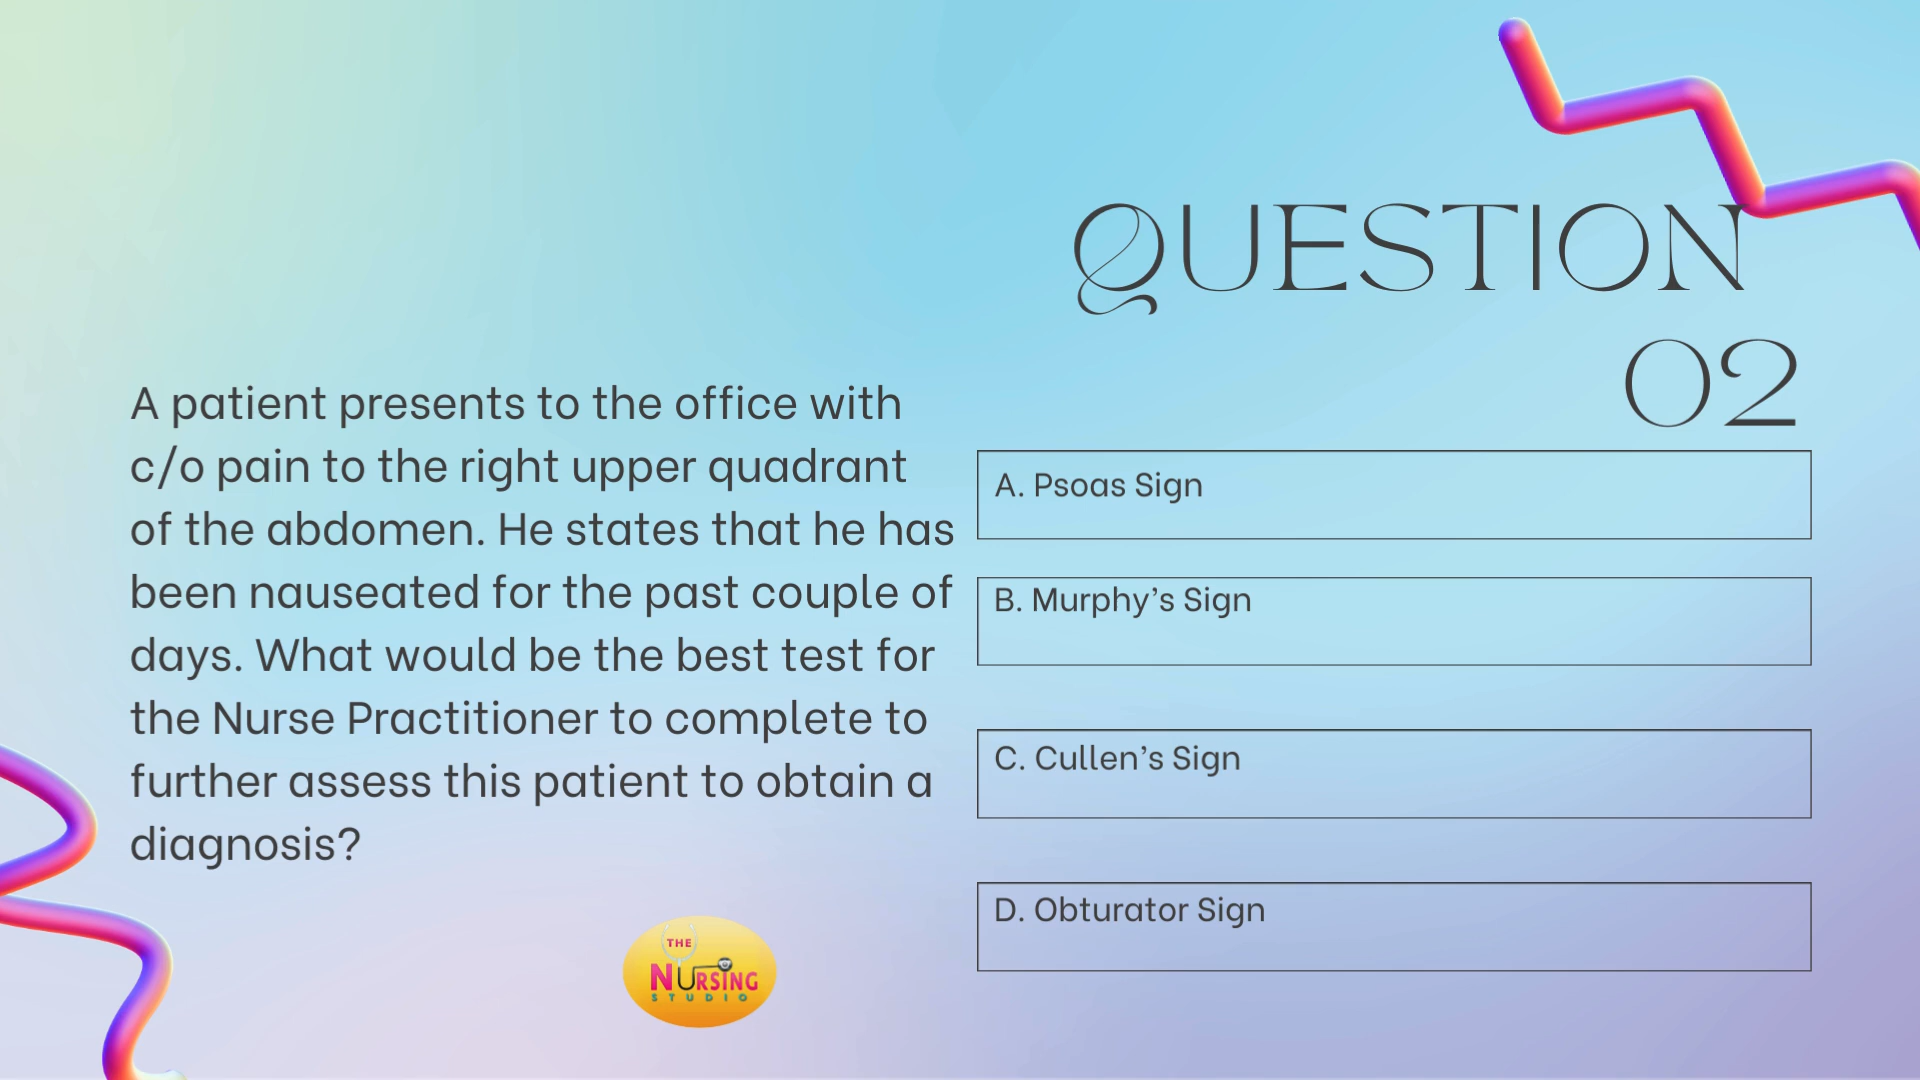 QUESTION
02
A patient presents to the office with
c/o pain to the right upper quadrant
of the abdomen. He states that he has
been nauseated for the past couple of
days. What would be the best test for
the Nurse Practitioner to complete to
further assess this patient to obtain a
diagnosis?
A. Psoas Sign
B. Murphy’s Sign
C. Cullen’s Sign
D. Obturator Sign
THE
NURSING
STUDIO